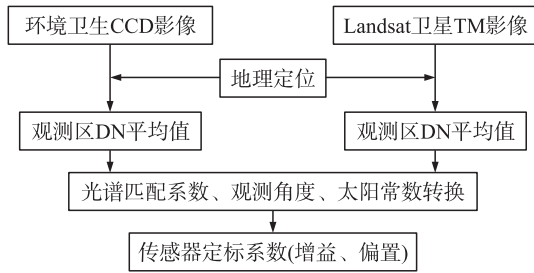 环境卫生CCD影像
Landsat卫星TM影像
地理定位
观测区DN平均值
观测区DN平均值
光谱匹配系数、观测角度、太阳常数转换
传感器定标系数(增益、偏置)